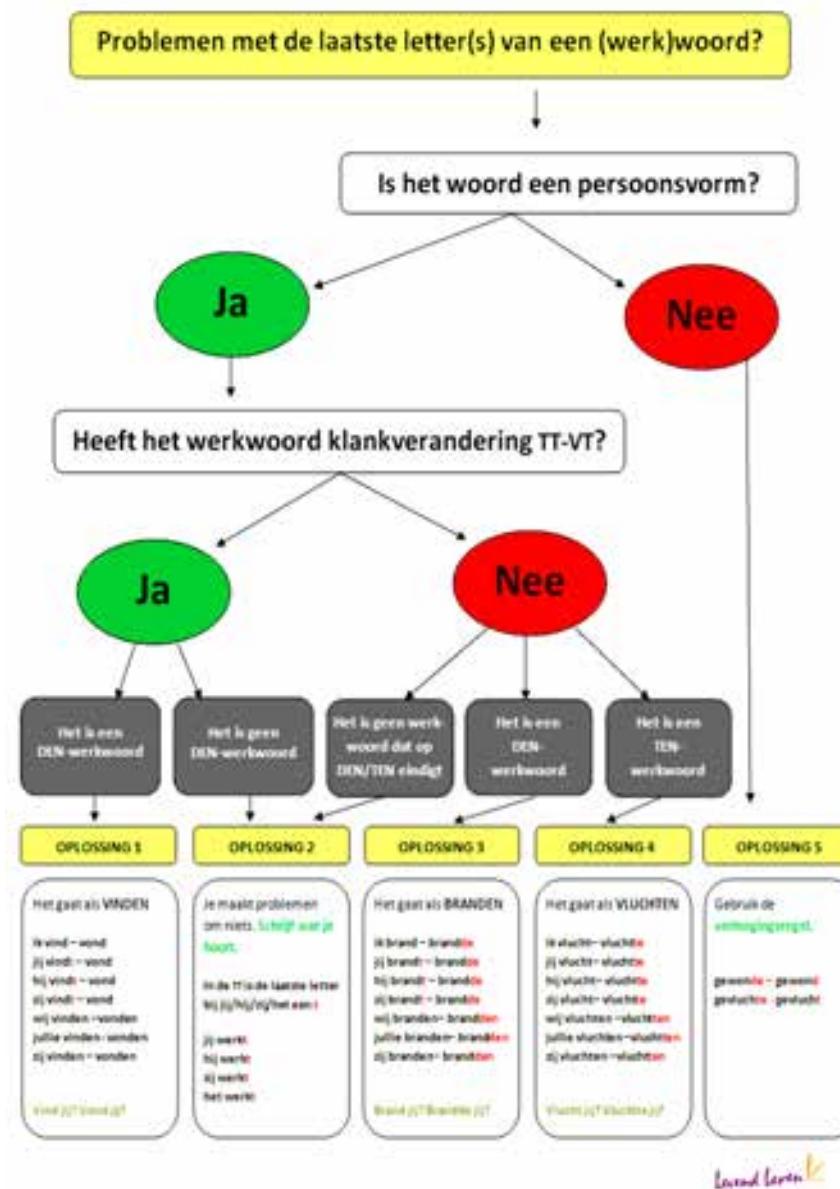 Problemen met de laatste letter(s) van een (werk)woord?
Is het woord een persoonsvorm?
Ja
Nee
Heeft het werkwoord klankverandering TT-VT?
Ja
Nee
Het is een
DEN-werkwoord
Het is geen
DEN-werkwoord
Het is geen werk-
woord dat op
DEN/TEN eindigt
Het is een
DEN-
werkwoord
Het is een
TEN-
werkwoord
OPLOSSING 1
Het gaat als VINDEN
ik vind – vond
jij vindt – vond
hij vindt – vond
zij vindt – vond
wij vinden – vonden
jullie vinden - vonden
zij vinden – vonden
Vind jij? Vond jij?
OPLOSSING 2
Je maakt problemen
om niets. Schrijf wat je
hoort.
In de TT is de laatste letter
bij jij/hij/zij/het een t
jij werkt
hij werkt
zij werkt
het werkt
OPLOSSING 3
Het gaat als BRANDEN
ik brand – brandde
jij brandt – brandde
hij brandt – brandde
zij brandt – brandde
wij branden – brandden
jullie branden – brandden
zij branden – brandden
Brand jij? Brandde jij?
OPLOSSING 4
Het gaat als VLUCHTEN
ik vlucht – vluchtte
jij vlucht – vluchtte
hij vlucht – vluchtte
zij vlucht – vluchtte
wij vluchten – vluchtten
jullie vluchten – vluchtten
zij vluchten – vluchtten
Vlucht jij? Vluchtte jij?
OPLOSSING 5
Gebruik de
verlengingsregel.
gewende – gewend
gevluchte - gevlucht
Levend Leren